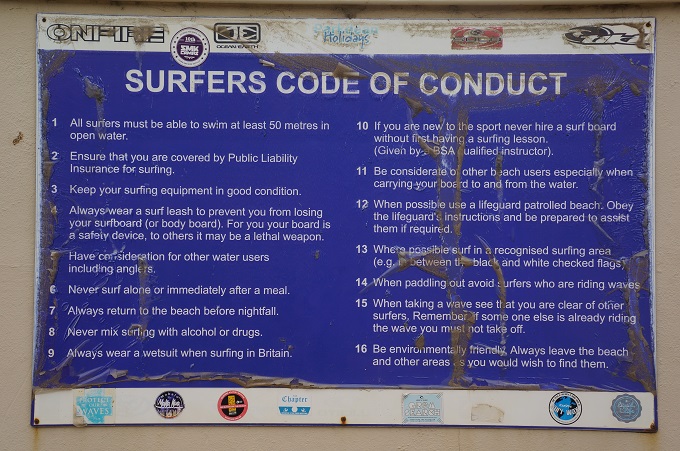 ONFIRE
10th
SMK
OCEAN EARTH
Holidays
SURFERS CODE OF CONDUCT
1 All surfers must be able to swim at least 50 metres in
open water.
2 Ensure that you are covered by Public Liability
Insurance for surfing.
3 Keep your surfing equipment in good condition.
4 Always wear a surf leash to prevent you from losing
your surfboard (or body board). For you your board is
a safety device, to others it may be a lethal weapon.
Have consideration for other water users
including anglers.
6 Never surf alone or immediately after a meal.
7 Always return to the beach before nightfall.
8 Never mix surfing with alcohol or drugs.
9 Always wear a wetsuit when surfing in Britain.
10 If you are new to the sport never hire a surf board
without first having a surfing lesson.
(Given by a BSA qualified instructor).
11 Be considerate of other beach users especially when
carrying your board to and from the water.
12 When possible use a lifeguard patrolled beach. Obey
the lifeguard's instructions and be prepared to assist
them if required.
13 Where possible surf in a recognised surfing area
(e.g. between the black and white checked flags)
14 When paddling out avoid surfers who are riding waves
15 When taking a wave see that you are clear of other
surfers. Remember if some one else is already riding
the wave you must not take off.
16 Be environmentally friendly. Always leave the beach
and other areas as you would wish to find them.
PROTECT
OUR
WAVES
Chapter